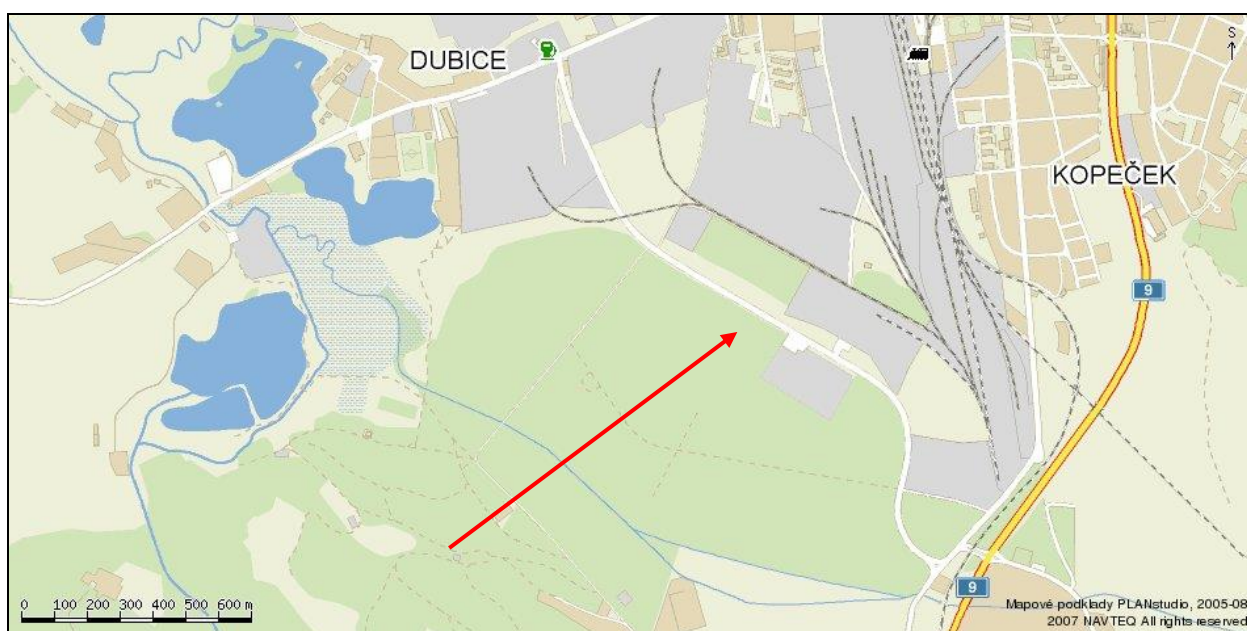 S
DUBICE
KOPEČEK
9
9
0 100 200 300 400 500 600 m
Mapové podklady PLANstudio, 2005-08
2007 NAVTEQ All rights reserved